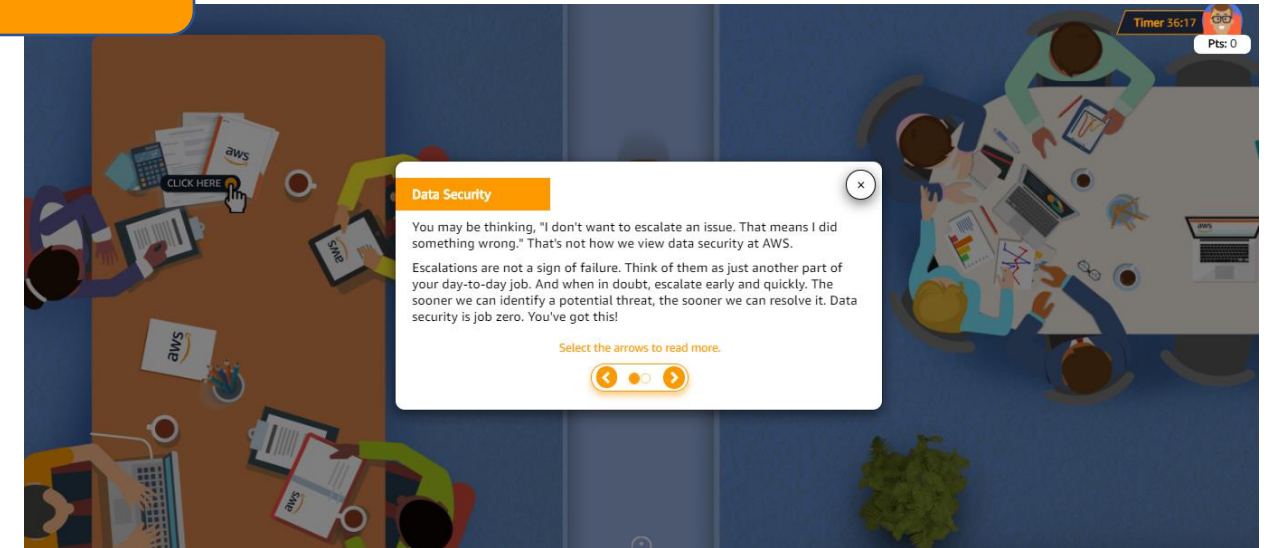 Timer 36:17
Pts: 0
aws
CLICK HERE
Data Security
×
You may be thinking, "I don't want to escalate an issue. That means I did
something wrong." That's not how we view data security at AWS.
Escalations are not a sign of failure. Think of them as just another part of
your day-to-day job. And when in doubt, escalate early and quickly. The
sooner we can identify a potential threat, the sooner we can resolve it. Data
security is job zero. You've got this!
Select the arrows to read more.
aws
aws
aws
aws